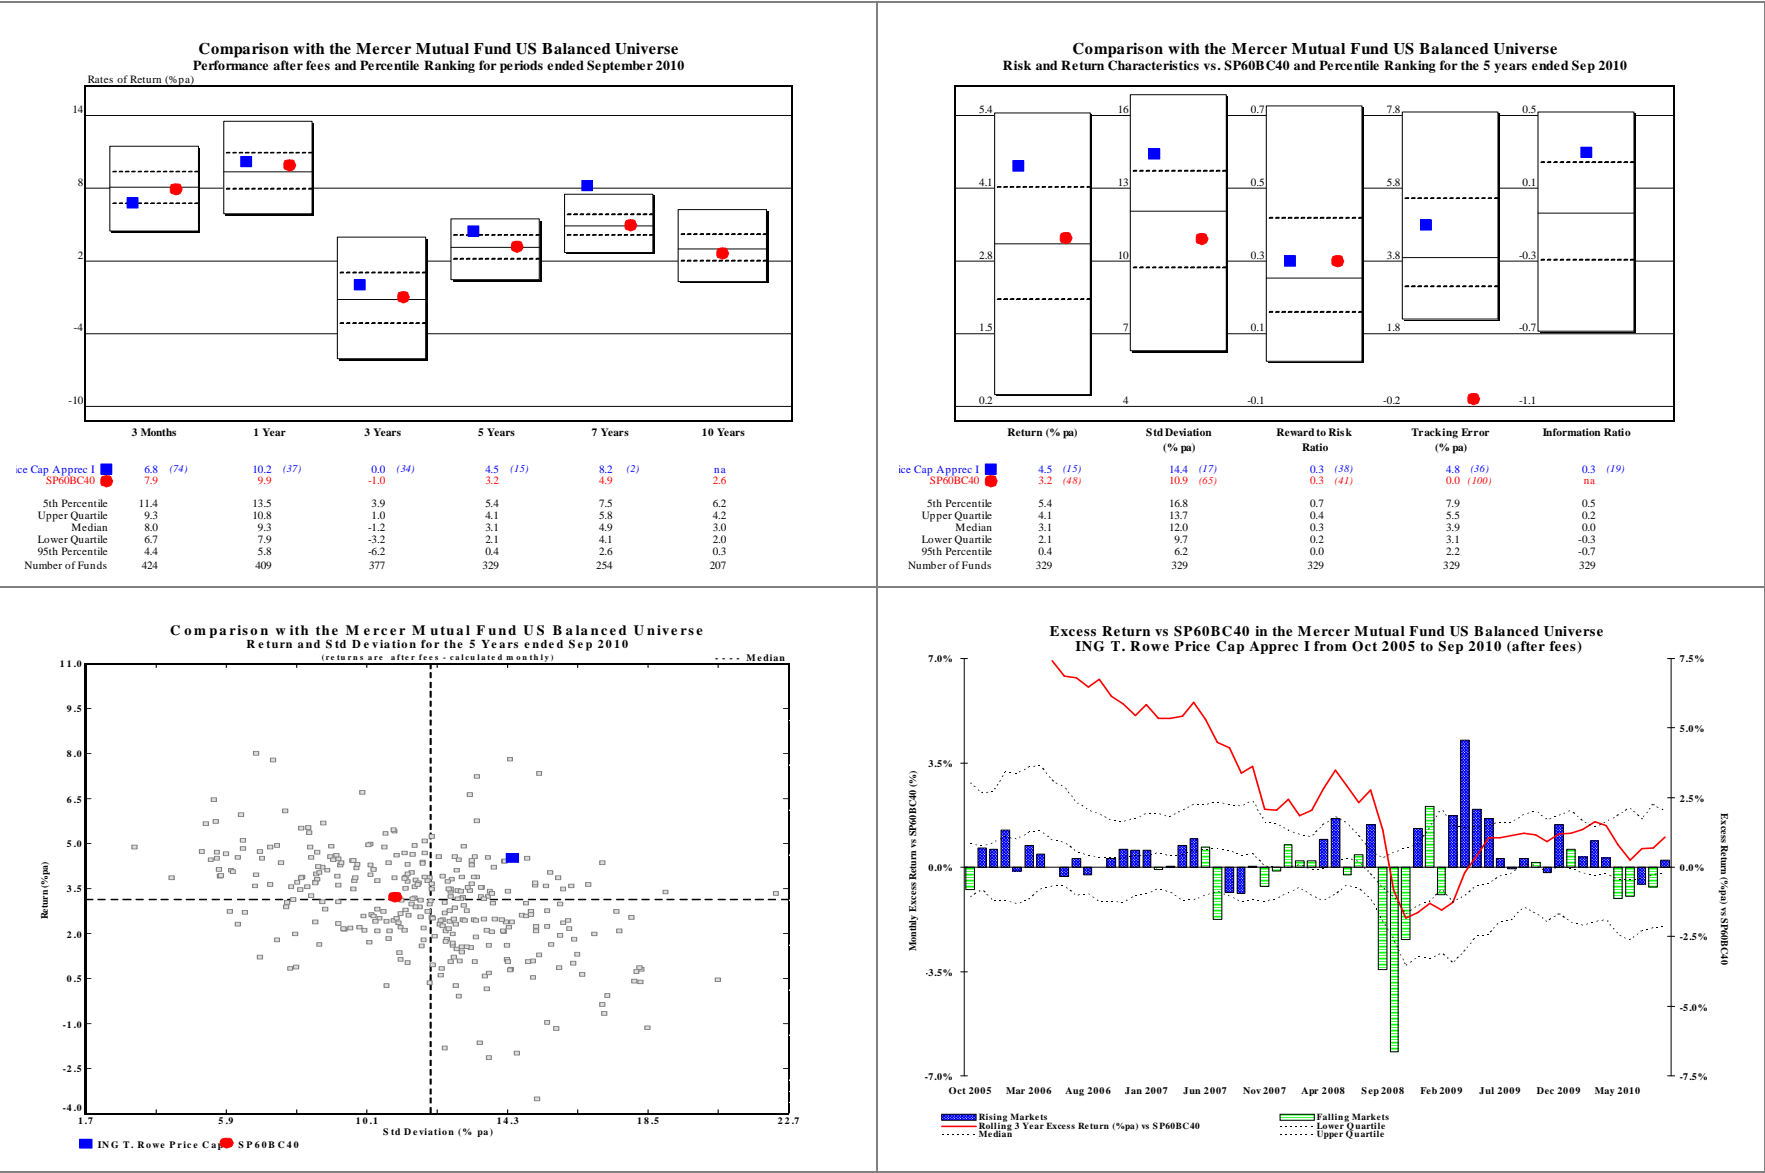 Comparison with the Mercer Mutual Fund US Balanced Universe
Performance after fees and Percentile Ranking for periods ended September 2010
Rates of Return (%pa)
14
8
2
-4
-10
3 Months 1 Year 3 Years 5 Years 7 Years 10 Years
ice Cap Apprec I 6.8 (74) 10.2 (37) 0.0 (34) 4.5 (15) 8.2 (2) na
SP60BC40 7.9 9.9 -1.0 3.2 4.9 2.6
5th Percentile 11.4 13.5 3.9 5.4 7.5 6.2
Upper Quartile 9.3 10.8 1.0 4.1 5.8 4.2
Median 8.0 9.3 -1.2 3.1 4.9 3.0
Lower Quartile 6.7 7.9 -3.2 2.1 4.1 2.0
95th Percentile 4.4 5.8 -6.2 0.4 2.6 0.3
Number of Funds 424 409 377 329 254 207
Comparison with the Mercer Mutual Fund US Balanced Universe
Risk and Return Characteristics vs. SP60BC40 and Percentile Ranking for the 5 years ended Sep 2010
5.4 16 0.7 7.8 0.5
4.1 13 0.5 5.8 0.1
2.8 10 0.3 3.8 -0.3
1.5 7 0.1 1.8 -0.7
0.2 4 -0.1 -0.2 -1.1
Return (% pa) Std Deviation Reward to Risk Tracking Error Information Ratio
(% pa) Ratio (% pa)
ice Cap Apprec I 4.5 (15) 14.4 (17) 0.3 (38) 4.8 (36) 0.3 (19)
SP60BC40 3.2 (48) 10.9 (65) 0.3 (41) 0.0 (100) na
5th Percentile 5.4 16.8 0.7 7.9 0.5
Upper Quartile 4.1 13.7 0.4 5.5 0.2
Median 3.1 12.0 0.3 3.9 0.0
Lower Quartile 2.1 9.7 0.2 3.1 -0.3
95th Percentile 0.4 6.2 0.0 2.2 -0.7
Number of Funds 329 329 329 329 329
Comparison with the Mercer Mutual Fund US Balanced Universe
Return and Std Deviation for the 5 Years ended Sep 2010
(returns are after fees - calculated monthly)
---- Median
11.0
9.5
8.0
6.5
5.0
3.5
2.0
0.5
-1.0
-2.5
-4.0
Return (%pa)
1.7 5.9 10.1 14.3 18.5 22.7
Std Deviation (% pa)
ING T. Rowe Price Cap SP60BC40
Excess Return vs SP60BC40 in the Mercer Mutual Fund US Balanced Universe
ING T. Rowe Price Cap Apprec I from Oct 2005 to Sep 2010 (after fees)
7.0%
3.5%
0.0%
-3.5%
-7.0%
Monthly Excess Return vs SP60BC40 (%)
7.5%
5.0%
2.5%
0.0%
-2.5%
-5.0%
-7.5%
Excess Return (%pa) vs SP60BC40
Oct 2005 Mar 2006 Aug 2006 Jan 2007 Jun 2007 Nov 2007 Apr 2008 Sep 2008 Feb 2009 Jul 2009 Dec 2009 May 2010
Rising Markets Falling Markets
Rolling 3 Year Excess Return (%pa) vs SP60BC40 Lower Quartile
Median Upper Quartile